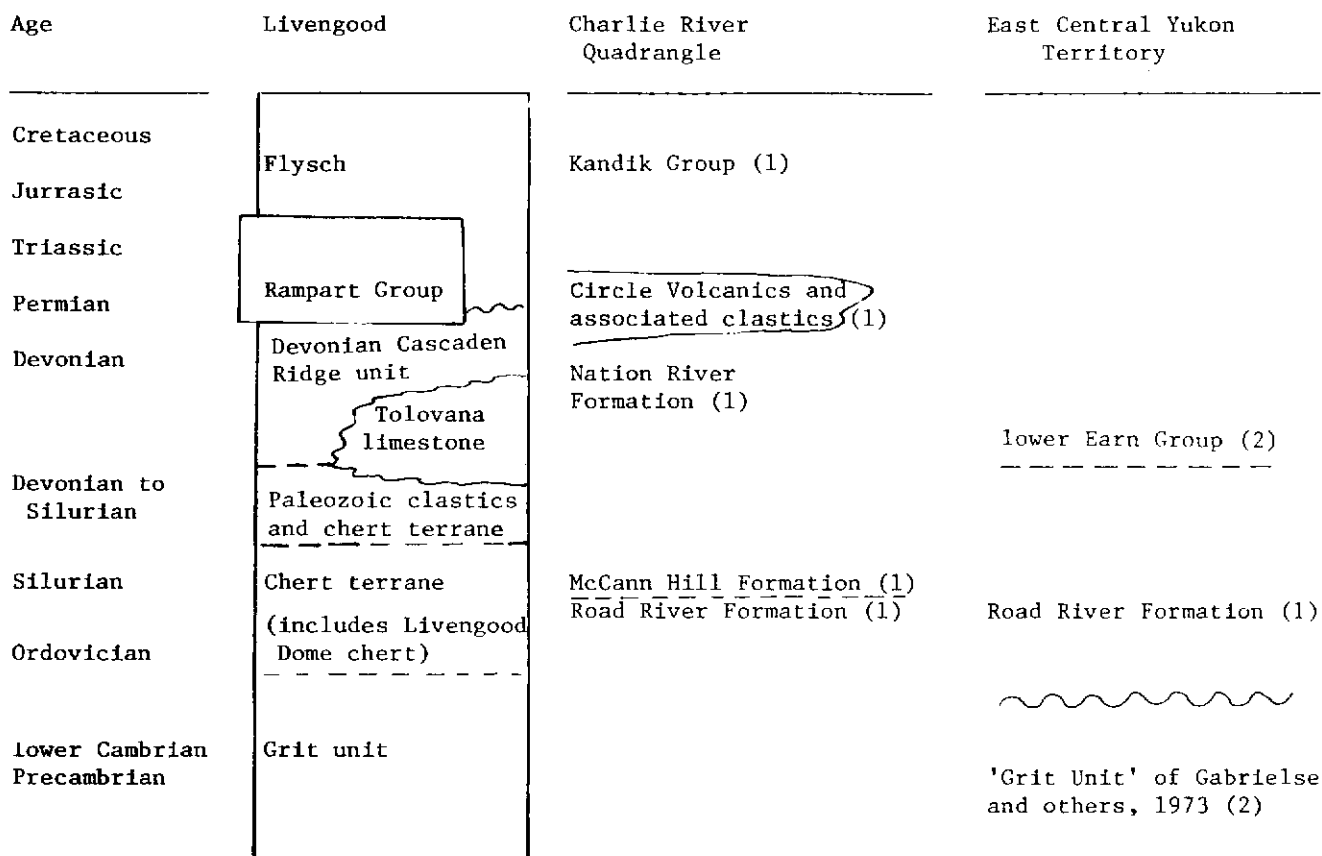 Age
Livengood
Charlie River
Quadrangle
East Central Yukon
Territory
Cretaceous
Flysch
Kandik Group (1)
Jurrasic
Triassic
Rampart Group
Circle Volcanics and
associated clastics (1)
Permian
Devonian
Devonian Cascaden
Ridge unit
Nation River
Formation (1)
Tolovana
limestone
lower Earn Group (2)
Devonian to
Silurian
Paleozoic clastics
and chert terrane
Silurian
Chert terrane
McCann Hill Formation (1)
Road River Formation (1)
Road River Formation (1)
(includes Livengood
Dome chert)
Ordovician
lower Cambrian
Precambrian
Grit unit
'Grit Unit' of Gabrielse
and others, 1973 (2)